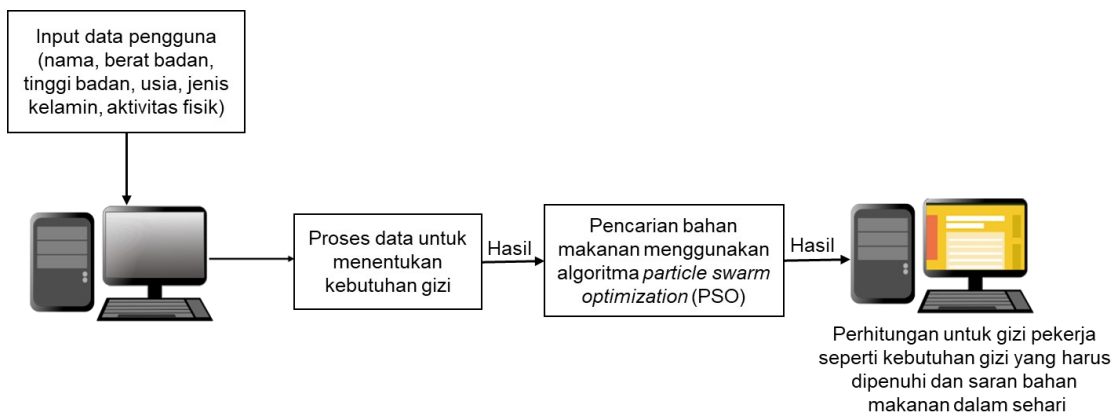 Input data pengguna
(nama, berat badan,
tinggi badan, usia, jenis
kelamin, aktivitas fisik)
Proses data untuk
menentukan
kebutuhan gizi
Hasil
Pencarian bahan
makanan menggunakan
algoritma particle swarm
optimization (PSO)
Hasil
Perhitungan untuk gizi pekerja
seperti kebutuhan gizi yang harus
dipenuhi dan saran bahan
makanan dalam sehari